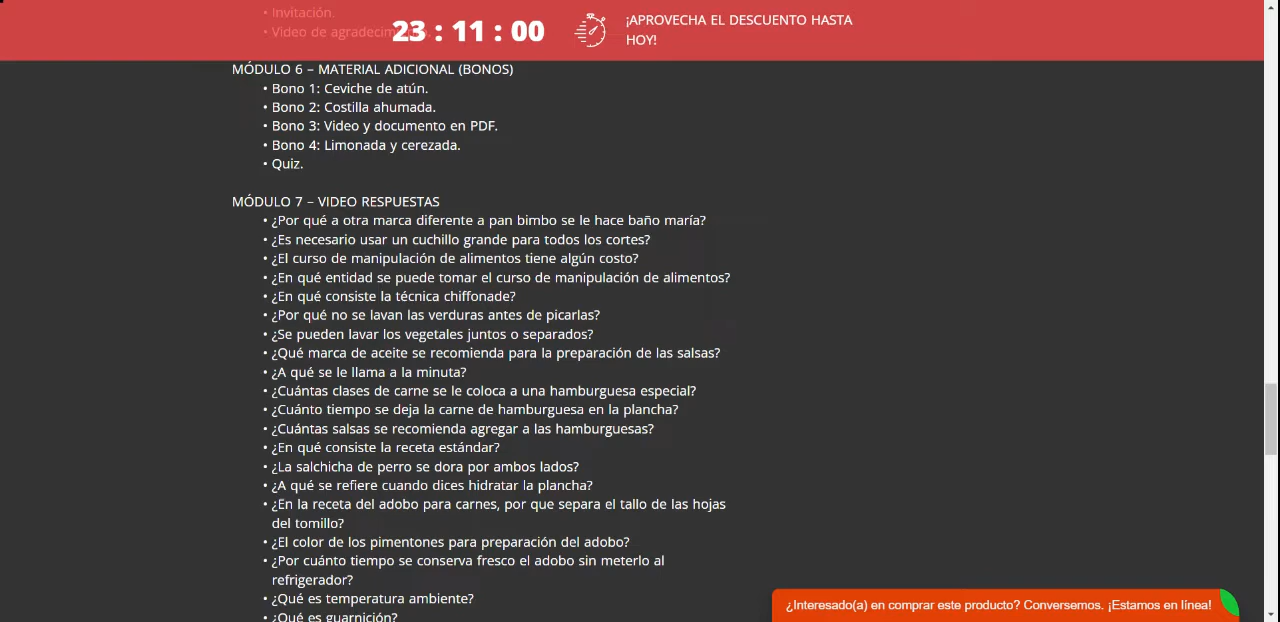 • Invitación.
• Video de agradecimiento.
23 : 11 : 00
¡APROVECHA EL DESCUENTO HASTA
HOY!
MÓDULO 6 – MATERIAL ADICIONAL (BONOS)
• Bono 1: Ceviche de atún.
• Bono 2: Costilla ahumada.
• Bono 3: Video y documento en PDF.
• Bono 4: Limonada y cerezada.
• Quiz.
MÓDULO 7 – VIDEO RESPUESTAS
• ¿Por qué a otra marca diferente a pan bimbo se le hace baño maría?
• ¿Es necesario usar un cuchillo grande para todos los cortes?
• ¿El curso de manipulación de alimentos tiene algún costo?
• ¿En qué entidad se puede tomar el curso de manipulación de alimentos?
• ¿En qué consiste la técnica chiffonade?
• ¿Por qué no se lavan las verduras antes de picarlas?
• ¿Se pueden lavar los vegetales juntos o separados?
• ¿Qué marca de aceite se recomienda para la preparación de las salsas?
• ¿A qué se le llama a la minuta?
• ¿Cuántas clases de carne se le coloca a una hamburguesa especial?
• ¿Cuánto tiempo se deja la carne de hamburguesa en la plancha?
• ¿Cuántas salsas se recomienda agregar a las hamburguesas?
• ¿En qué consiste la receta estándar?
• ¿La salchicha de perro se dora por ambos lados?
• ¿A qué se refiere cuando dices hidratar la plancha?
• ¿En la receta del adobo para carnes, por que separa el tallo de las hojas
del tomillo?
• ¿El color de los pimentones para preparación del adobo?
• ¿Por cuánto tiempo se conserva fresco el adobo sin meterlo al
refrigerador?
• ¿Qué es temperatura ambiente?
• ¿Qué es guarnición?
¿Interesado(a) en comprar este producto? Conversemos. ¡Estamos en línea!